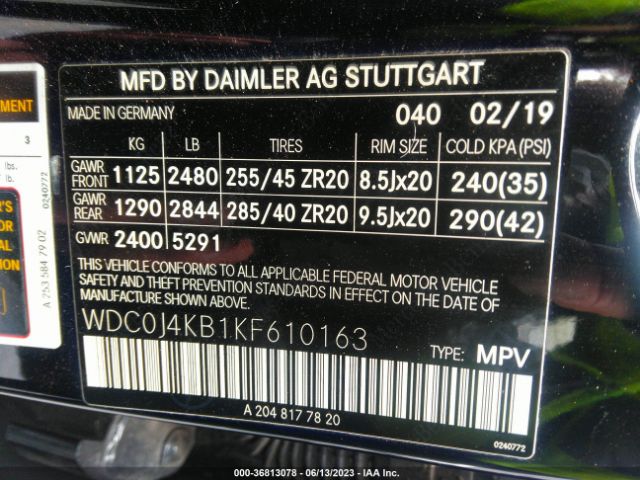 MFD BY DAIMLER AG STUTTGART
MADE IN GERMANY 040 02/19
KG LB TIRES RIM SIZE COLD KPA (PSI)
GAWR FRONT 1125 2480 255/45 ZR20 8.5Jx20 240(35)
GAWR REAR 1290 2844 285/40 ZR20 9.5Jx20 290(42)
GVWR 2400 5291
THIS VEHICLE CONFORMS TO ALL APPLICABLE FEDERAL MOTOR VEHICLE
SAFETY AND THEFT PREVENTION STANDARDS IN EFFECT ON THE DATE OF
MANUFACTURE SHOWN ABOVE.
WDC0J4KB1KF610163
TYPE: MPV
A 204 817 78 20
0240772
3
lbs.
0240772
A 253 584 79 02
000-36813078 - 06/13/2023 - IAA Inc.